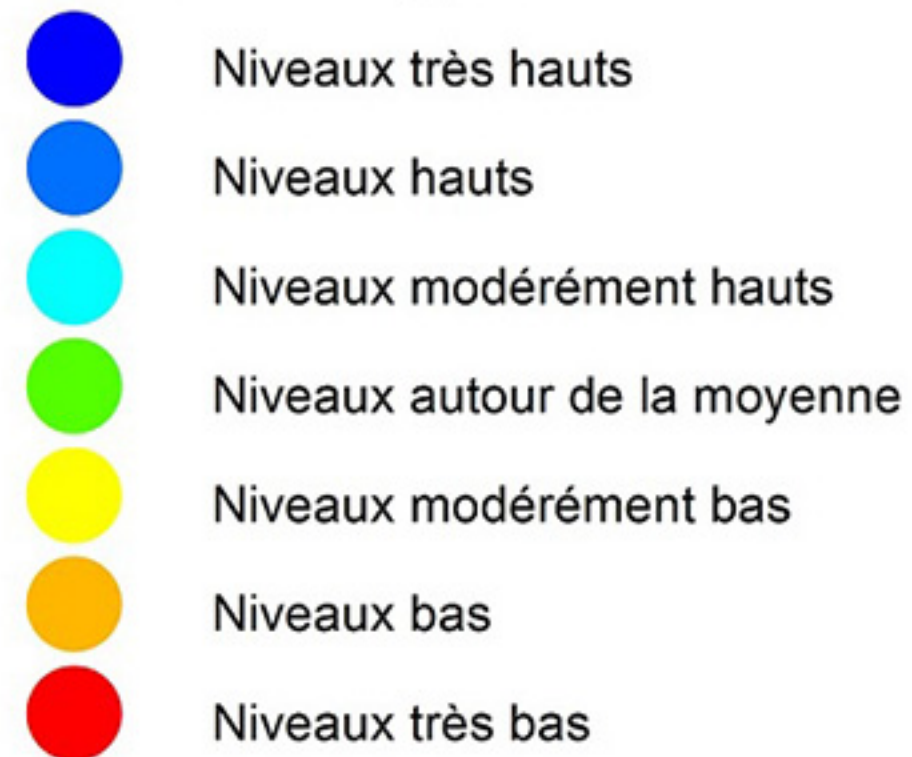 Niveaux très hauts
Niveaux hauts
Niveaux modérément hauts
Niveaux autour de la moyenne
Niveaux modérément bas
Niveaux bas
Niveaux très bas